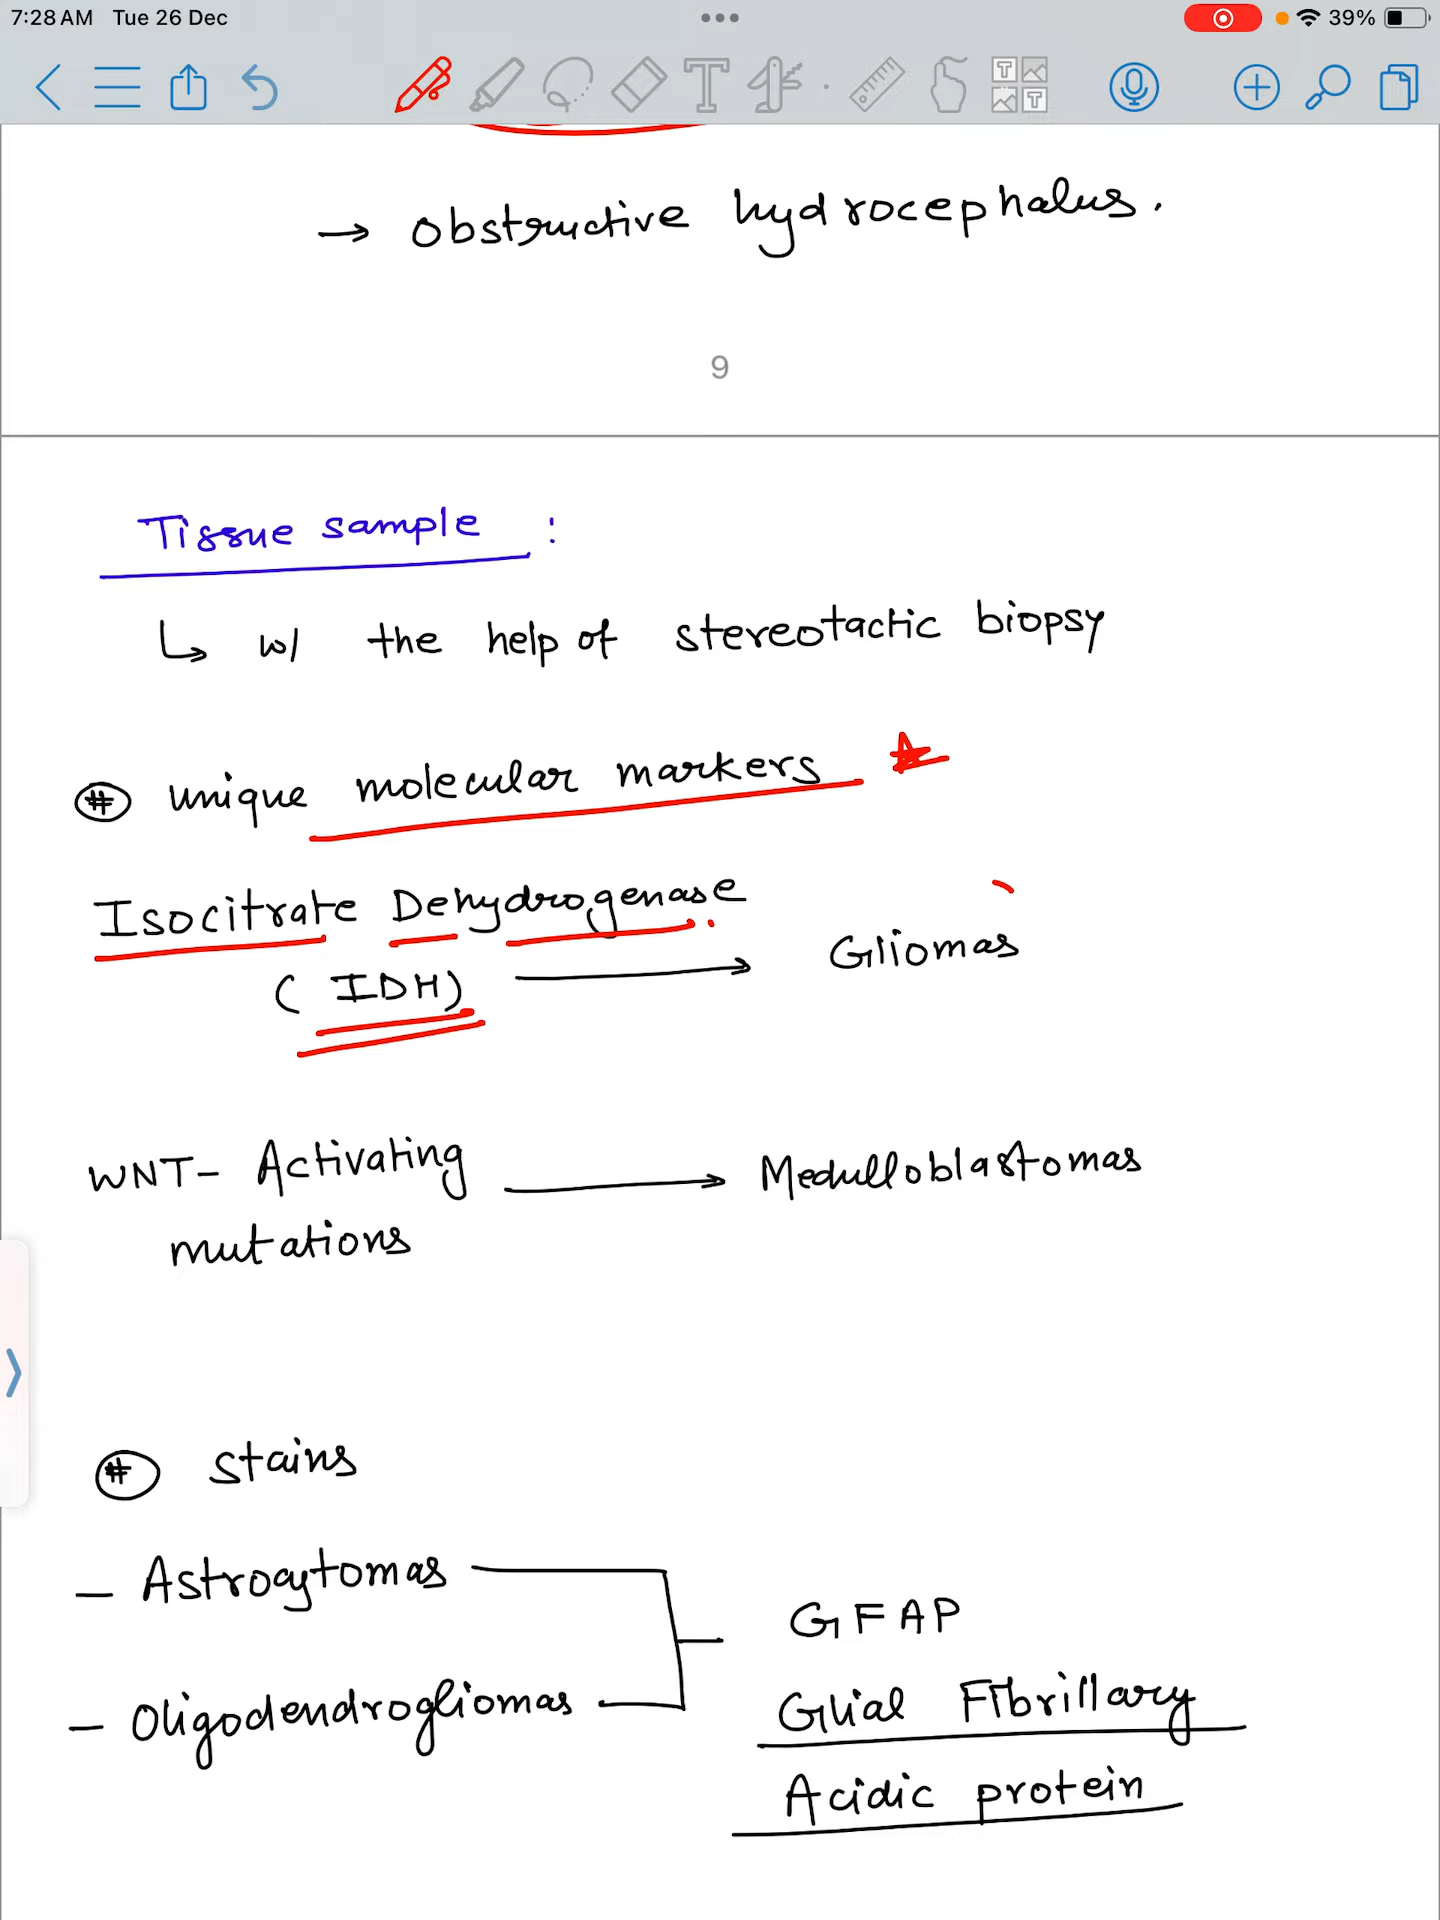 7:28 AM Tue 26 Dec
39%
→ Obstructive hydrocephalus.
9
Tissue sample :
↳ w/ the help of stereotactic biopsy
# unique molecular markers
Isocitrate Dehydrogenase
(IDH) → Gliomas
WNT- Activating → Medulloblastomas
mutations
# stains
- Astrocytomas
GFAP
- Oligodendrogliomas
Glial Fibrillary
Acidic protein